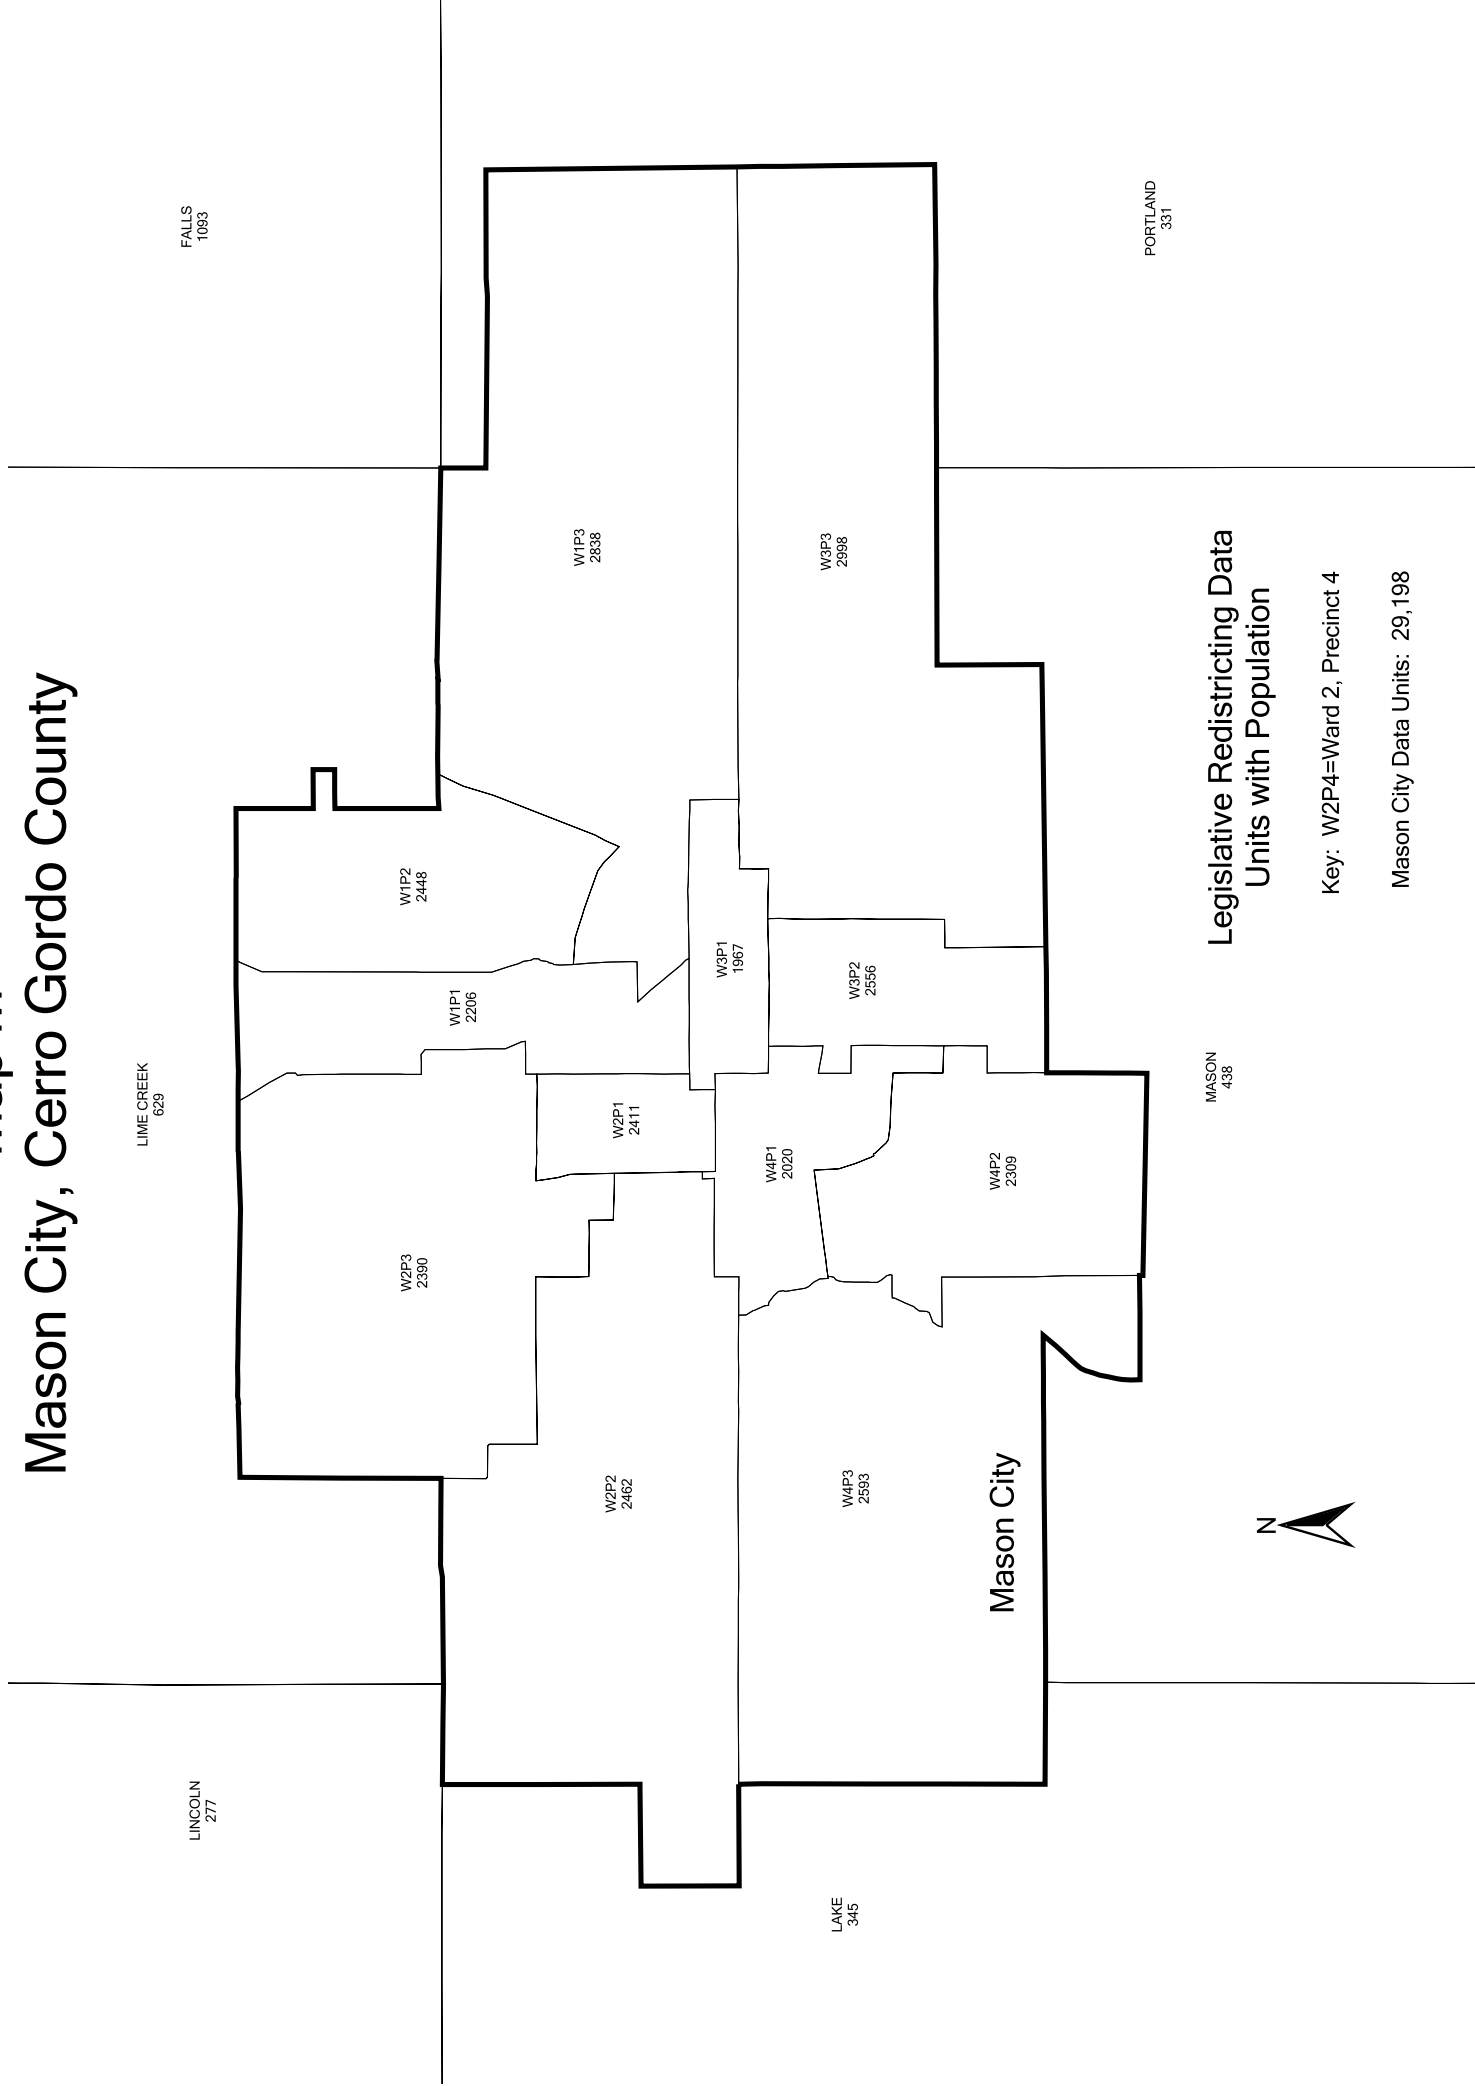 Mason City, Cerro Gordo County
LIME CREEK
629
LINCOLN
277
FALLS
1093
W2P3
2390
W1P1
2206
W1P2
2448
W2P2
2462
W2P1
2411
W1P3
2838
W3P1
1967
W4P1
2020
W4P3
2593
W3P2
2556
W3P3
2998
LAKE
345
W4P2
2309
Mason City
PORTLAND
331
MASON
438
N
Legislative Redistricting Data
Units with Population
Key: W2P4=Ward 2, Precinct 4
Mason City Data Units: 29,198